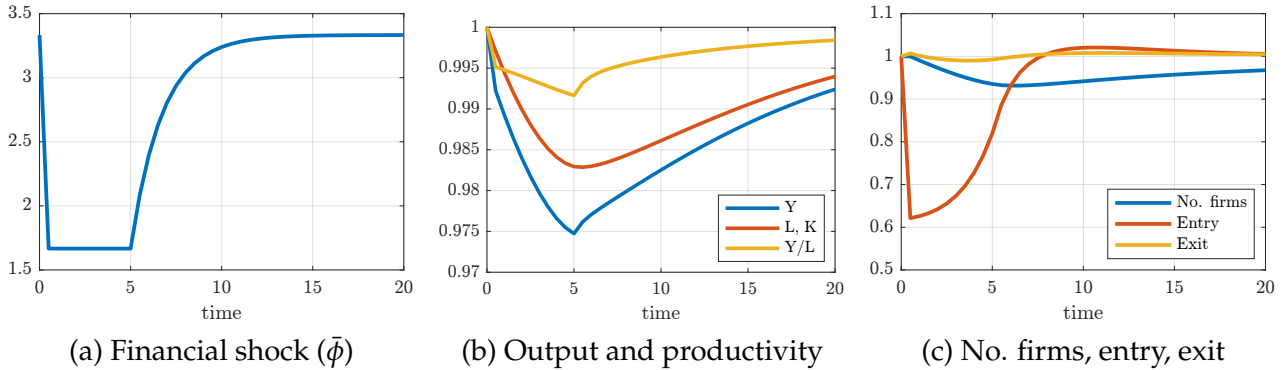 3.5
3
2.5
2
1.5
0
5
10
15
20
time
(a) Financial shock (ϕ̄)
1
0.995
0.99
0.985
0.98
0.975
0.97
0
5
10
15
20
time
Y
L, K
Y/L
(b) Output and productivity
1.1
1
0.9
0.8
0.7
0.6
0.5
0
5
10
15
20
time
No. firms
Entry
Exit
(c) No. firms, entry, exit